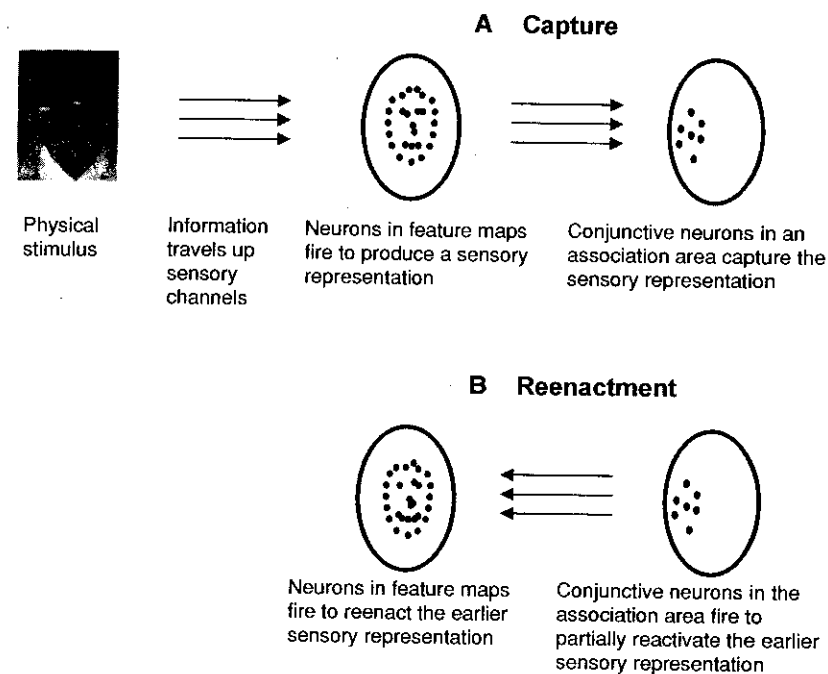 A Capture
Physical
stimulus
Information
travels up
sensory
channels
Neurons in feature maps
fire to produce a sensory
representation
Conjunctive neurons in an
association area capture the
sensory representation
B Reenactment
Neurons in feature maps
fire to reenact the earlier
sensory representation
Conjunctive neurons in the
association area fire to
partially reactivate the earlier
sensory representation